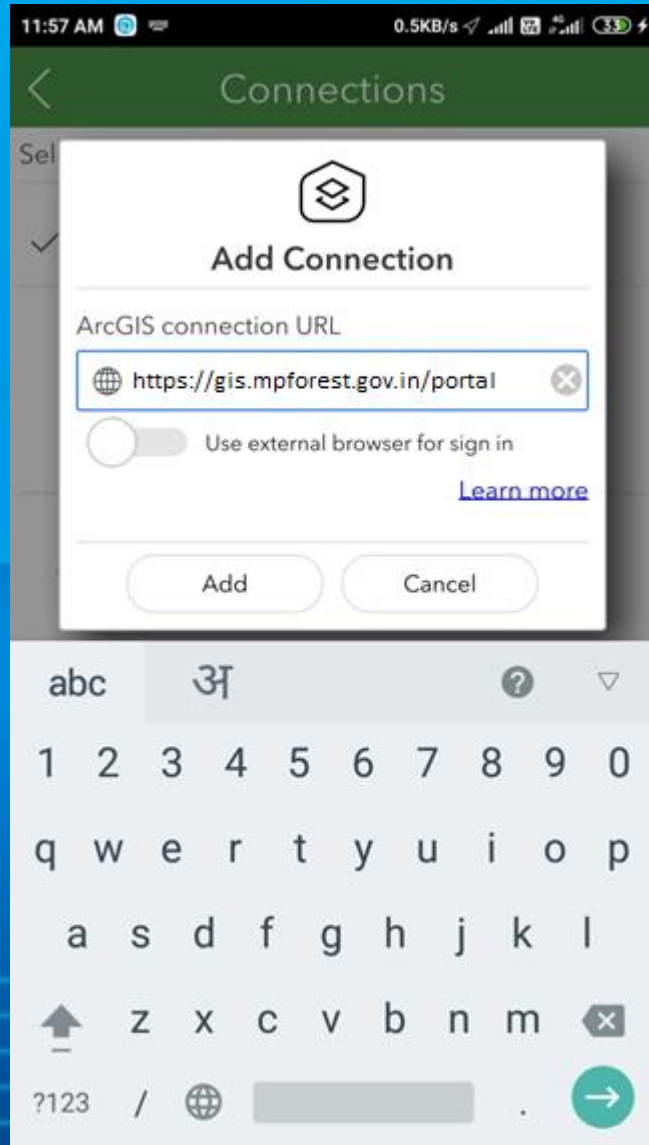 11:57 AM 0.5KB/s 4G 33
Connections
Sel
Add Connection
ArcGIS connection URL
https://gis.mpforest.gov.in/portal
Use external browser for sign in
Learn more
Add Cancel
abc अ
1 2 3 4 5 6 7 8 9 0
q w e r t y u i o p
a s d f g h j k l
z x c v b n m
?123 / .